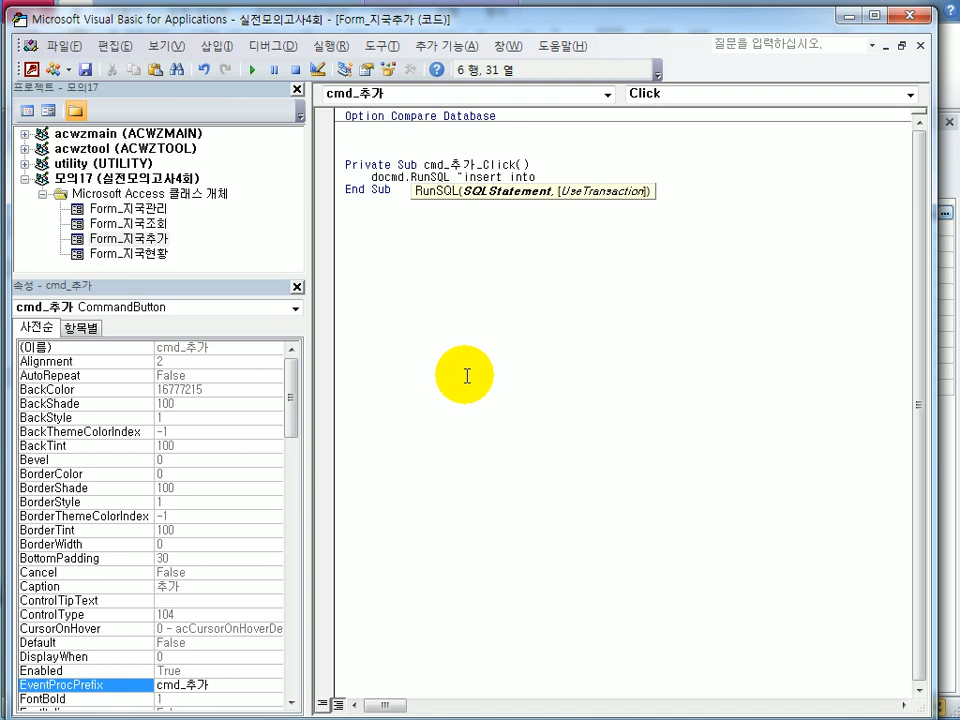 Microsoft Visual Basic for Applications - 실전모의고사4회 - [Form_지국추가 (코드)]
파일(F) 편집(E) 보기(V) 삽입(I) 디버그(D) 실행(R) 도구(T) 추가 기능(A) 창(W) 도움말(H) 질문을 입력하십시오.
6 행, 31 열
프로젝트 - 모의17
cmd_추가 Click
acwzmain (ACWZMAIN)
acwztool (ACWZTOOL)
utility (UTILITY)
모의17 (실전모의고사4회)
Microsoft Access 클래스 개체
Form_지국관리
Form_지국조회
Form_지국추가
Form_지국현황
Option Compare Database
Private Sub cmd_추가_Click()
docmd.RunSQL "insert into
End Sub
RunSQL(SQLStatement, [UseTransaction])
속성 - cmd_추가
cmd_추가 CommandButton
사전순 항목별
(이름) cmd_추가
Alignment 2
AutoRepeat False
BackColor 16777215
BackShade 100
BackStyle 1
BackThemeColorIndex -1
BackTint 100
Bevel 0
BorderColor 0
BorderShade 100
BorderStyle 1
BorderThemeColorIndex -1
BorderTint 100
BorderWidth 0
BottomPadding 30
Cancel False
Caption 추가
ControlTipText
ControlType 104
CursorOnHover 0 - acCursorOnHoverDe
Default False
DisplayWhen 0
Enabled True
EventProcPrefix cmd_추가
FontBold 1